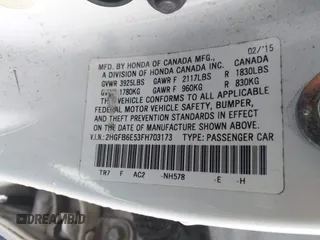 MFD. BY HONDA OF CANADA MFG., CANADA 02/'15
A DIVISION OF HONDA CANADA INC.
GVWR 3925LBS GAWR F 2117LBS R 1830LBS
GVWR 1780KG GAWR F 960KG R 830KG
THIS VEHICLE CONFORMS TO ALL APPLICABLE
FEDERAL MOTOR VEHICLE SAFETY, BUMPER,
AND THEFT PREVENTION STANDARDS IN EFFECT ON
THE DATE OF MANUFACTURE SHOWN ABOVE.
V.I.N.: 2HGFB6E53FH703173 TYPE: PASSENGER CAR
TR7 F AC2 -NH578 -E -H
© DREAMBID